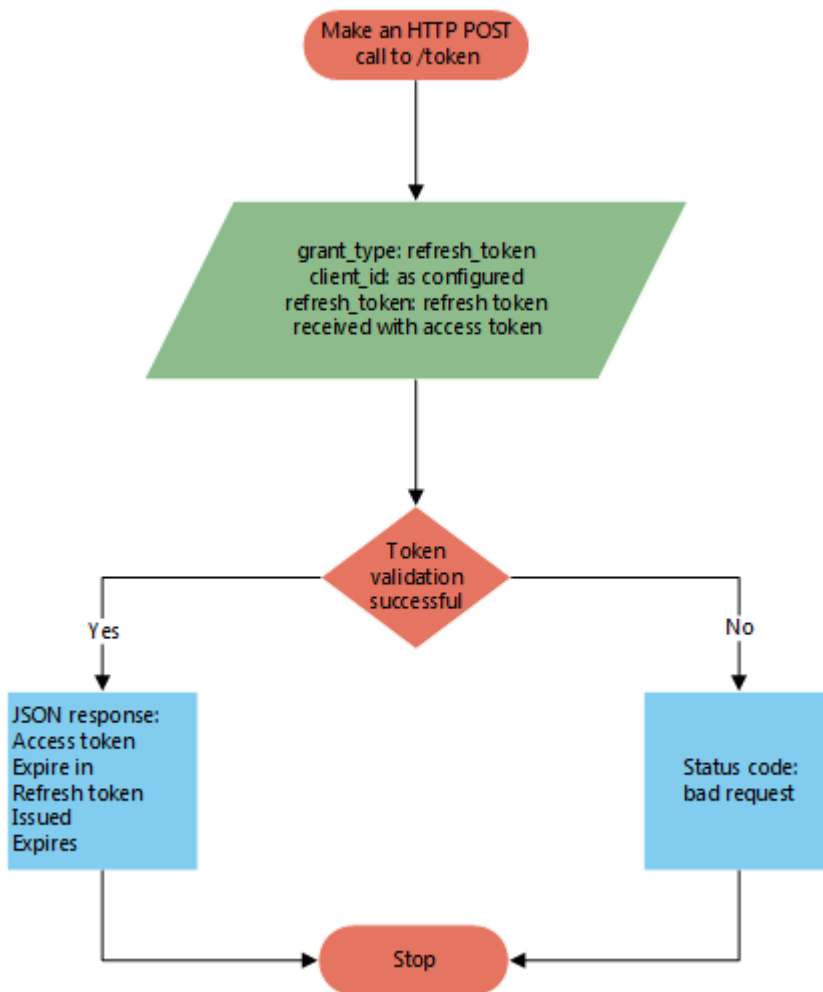 Make an HTTP POST
call to /token
grant_type: refresh_token
client_id: as configured
refresh_token: refresh token
received with access token
Token
validation
successful
Yes
No
JSON response:
Access token
Expire in
Refresh token
Issued
Expires
Status code:
bad request
Stop